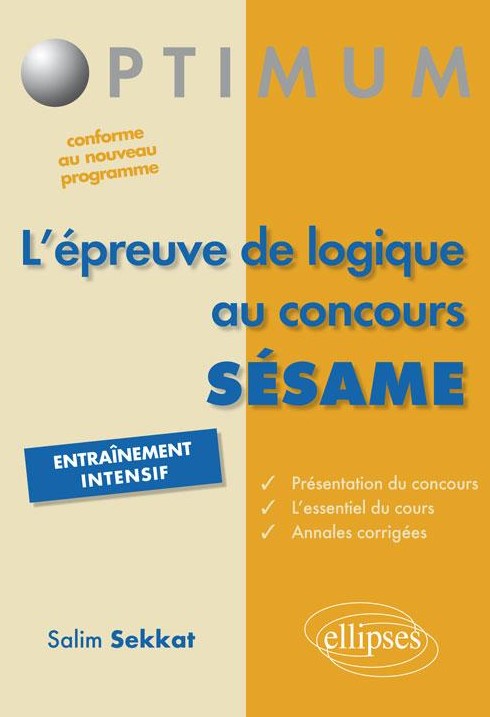 OPTIMUM
conforme
au nouveau
programme
L'épreuve de logique
au concours
SÉSAME
ENTRAÎNEMENT
INTENSIF
✓ Présentation du concours
✓ L'essentiel du cours
✓ Annales corrigées
Salim Sekkat
ellipses